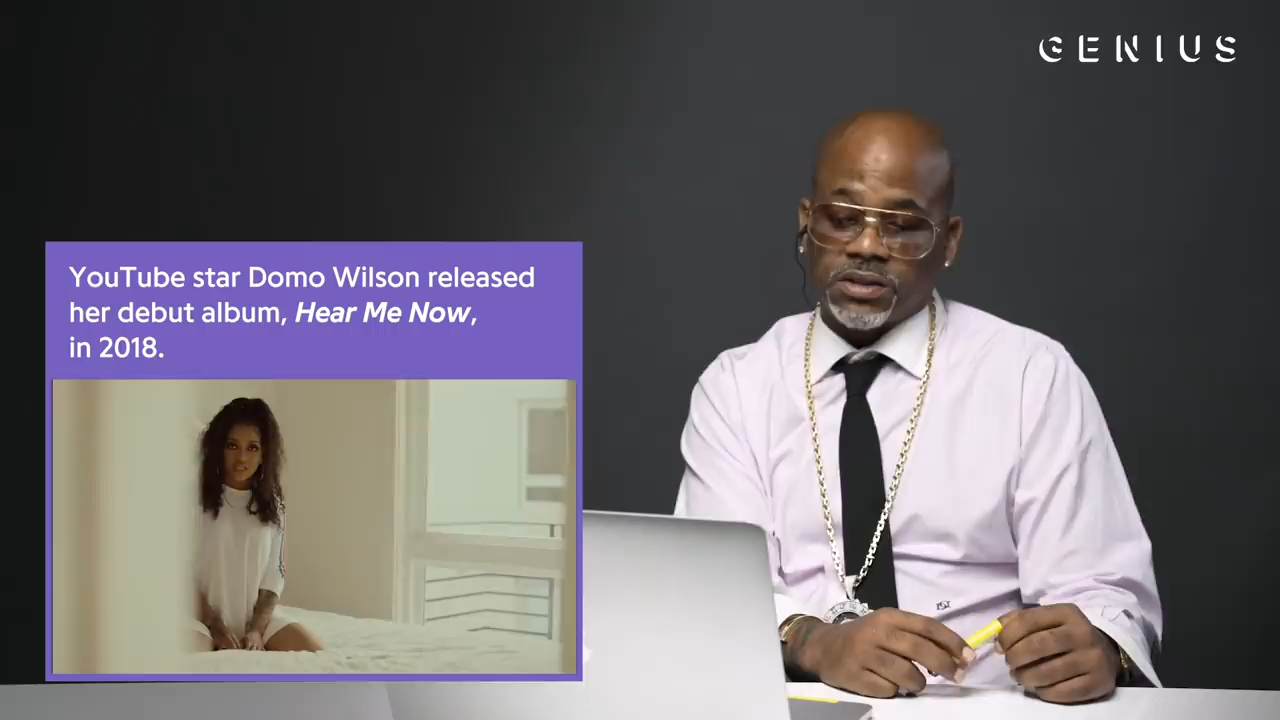 GENIUS
YouTube star Domo Wilson released
her debut album, Hear Me Now,
in 2018.